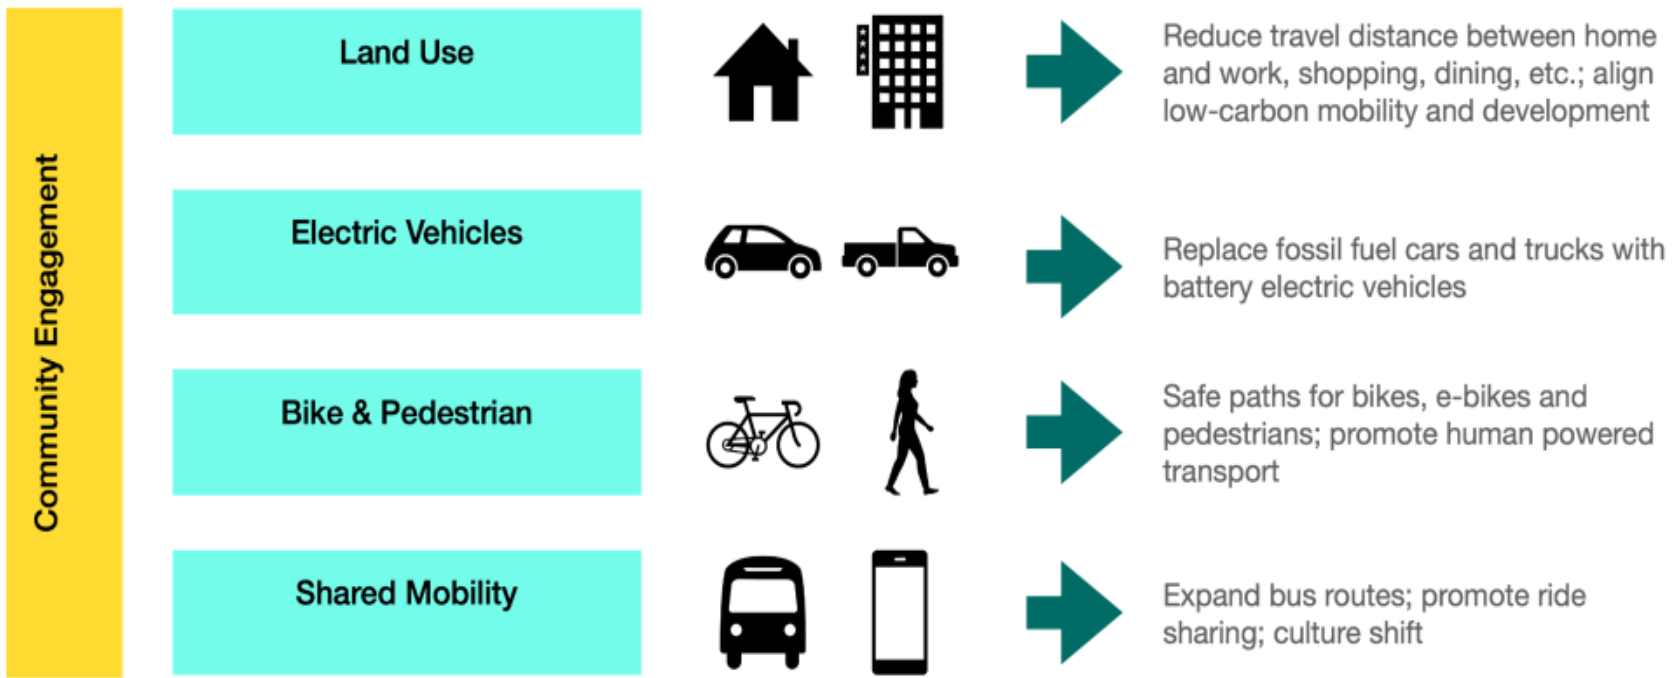 Community Engagement
Land Use
Reduce travel distance between home
and work, shopping, dining, etc.; align
low-carbon mobility and development
Electric Vehicles
Replace fossil fuel cars and trucks with
battery electric vehicles
Bike & Pedestrian
Safe paths for bikes, e-bikes and
pedestrians; promote human powered
transport
Shared Mobility
Expand bus routes; promote ride
sharing; culture shift